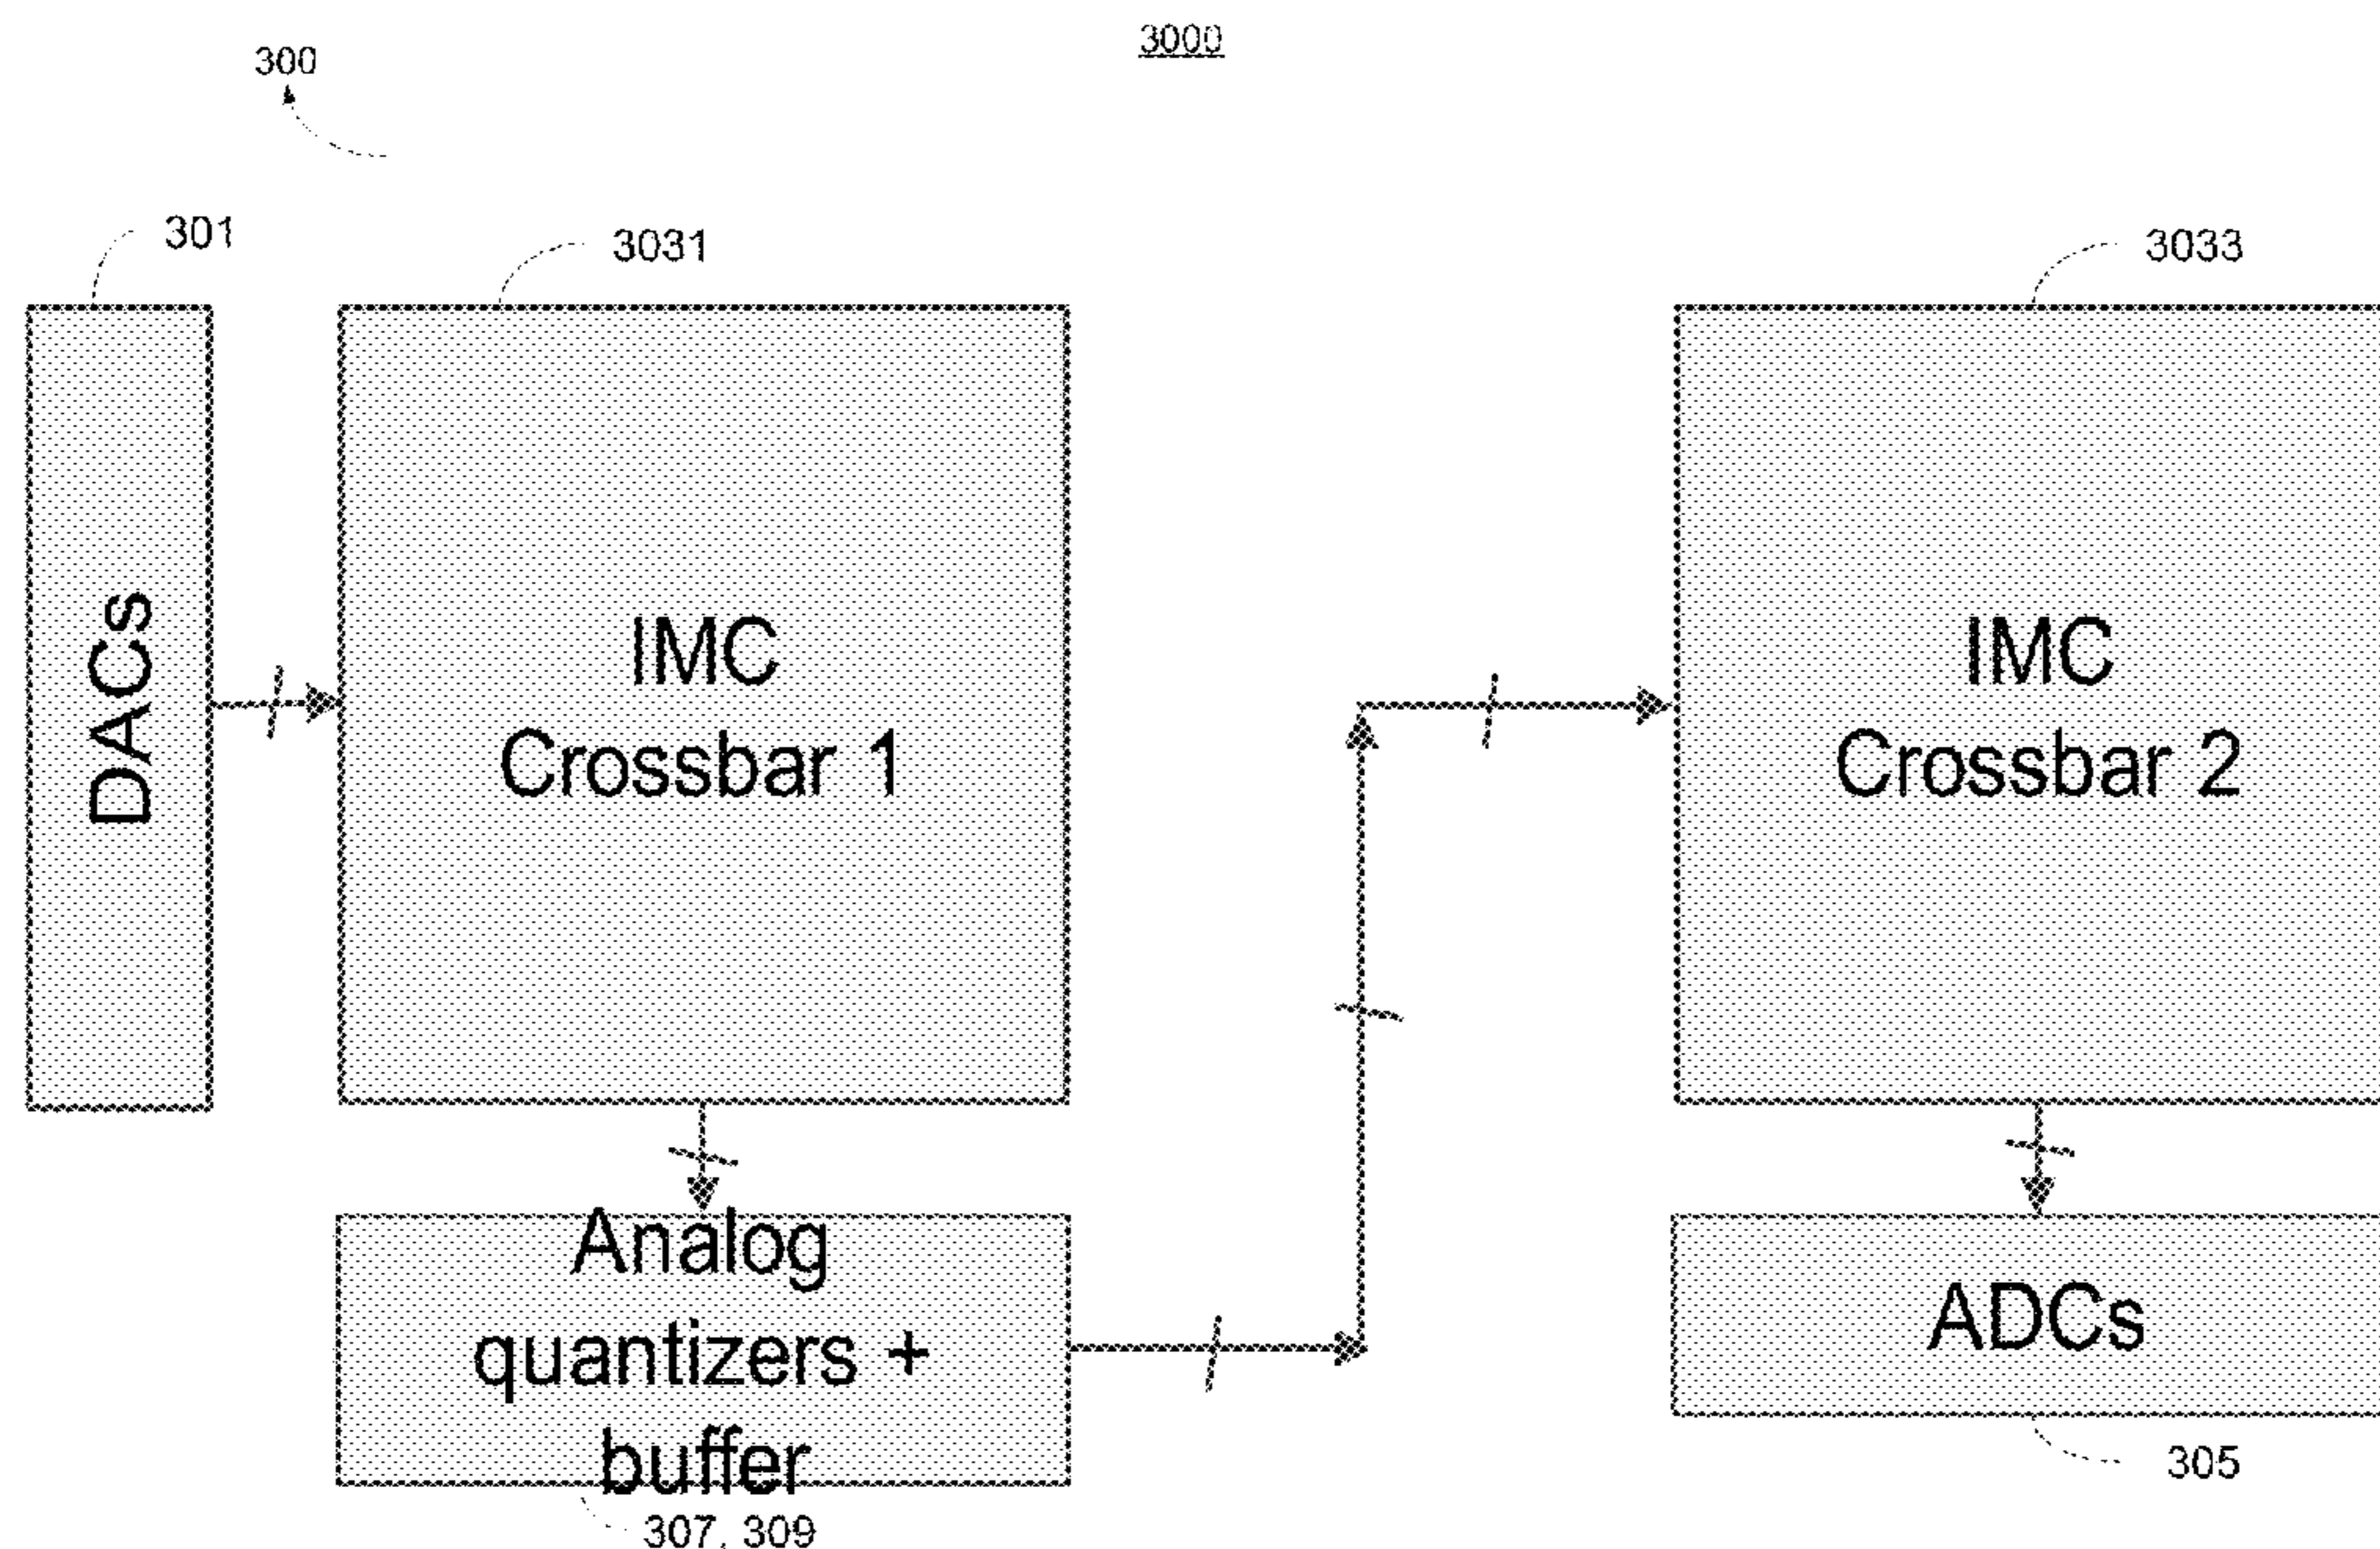 3000
300
301
3031
3033
DACs
IMC
Crossbar 1
IMC
Crossbar 2
Analog
quantizers +
buffer
ADCs
305
307, 309